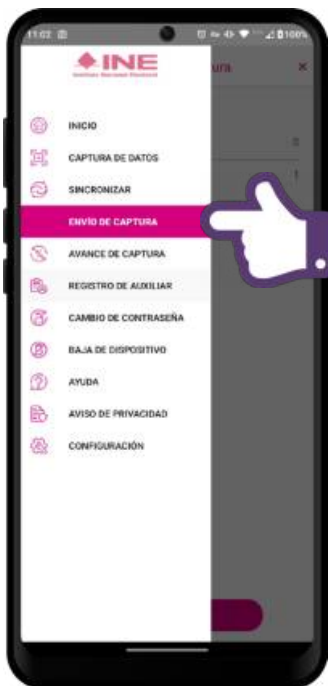 11:02
100%
INE
Instituto Nacional Electoral
INICIO
CAPTURA DE DATOS
SINCRONIZAR
ENVÍO DE CAPTURA
AVANCE DE CAPTURA
REGISTRO DE AUXILIAR
CAMBIO DE CONTRASEÑA
BAJA DE DISPOSITIVO
AYUDA
AVISO DE PRIVACIDAD
CONFIGURACIÓN